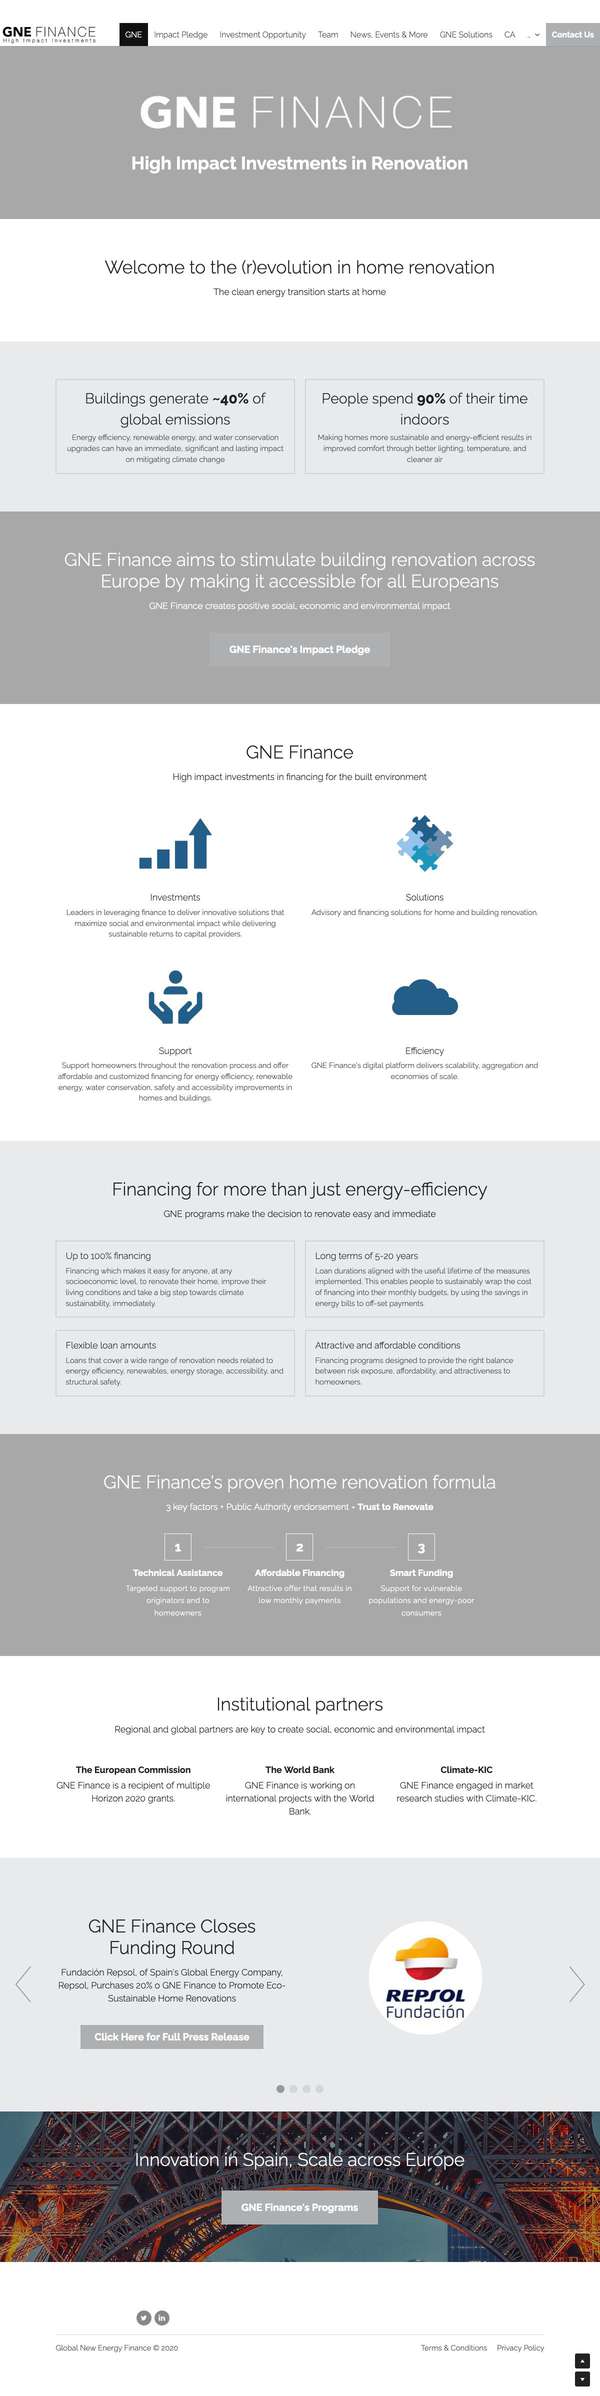 GNE FINANCE
High Impact Investments
GNE Impact Pledge Investment Opportunity Team News, Events & More GNE Solutions CA .. Contact Us
GNE FINANCE
High Impact Investments in Renovation
Welcome to the (r)evolution in home renovation
The clean energy transition starts at home
Buildings generate ~40% of
global emissions
Energy efficiency, renewable energy, and water conservation
upgrades can have an immediate, significant and lasting impact
on mitigating climate change
People spend 90% of their time
indoors
Making homes more sustainable and energy-efficient results in
improved comfort through better lighting, temperature, and
cleaner air
GNE Finance aims to stimulate building renovation across
Europe by making it accessible for all Europeans
GNE Finance creates positive social, economic and environmental impact
GNE Finance's Impact Pledge
GNE Finance
High impact investments in financing for the built environment
Investments
Leaders in leveraging finance to deliver innovative solutions that
maximize social and environmental impact while delivering
sustainable returns to capital providers.
Solutions
Advisory and financing solutions for home and building renovation.
Support
Support homeowners throughout the renovation process and offer
affordable and customized financing for energy efficiency, renewable
energy, water conservation, safety and accessibility improvements in
homes and buildings.
Efficiency
GNE Finance's digital platform delivers scalability, aggregation and
economies of scale.
Financing for more than just energy-efficiency
GNE programs make the decision to renovate easy and immediate
Up to 100% financing
Financing which makes it easy for anyone, at any
socioeconomic level, to renovate their home, improve their
living conditions and take a big step towards climate
sustainability, immediately.
Long terms of 5-20 years
Loan durations aligned with the useful lifetime of the measures
implemented. This enables people to sustainably wrap the cost
of financing into their monthly budgets, by using the savings in
energy bills to off-set payments.
Flexible loan amounts
Loans that cover a wide range of renovation needs related to
energy efficiency, renewables, energy storage, accessibility, and
structural safety.
Attractive and affordable conditions
Financing programs designed to provide the right balance
between risk exposure, affordability, and attractiveness to
homeowners.
GNE Finance's proven home renovation formula
3 key factors + Public Authority endorsement = Trust to Renovate
1
Technical Assistance
Targeted support to program
originators and to
homeowners
2
Affordable Financing
Attractive offer that results in
low monthly payments
3
Smart Funding
Support for vulnerable
populations and energy-poor
consumers
Institutional partners
Regional and global partners are key to create social, economic and environmental impact
The European Commission
GNE Finance is a recipient of multiple
Horizon 2020 grants.
The World Bank
GNE Finance is working on
international projects with the World
Bank.
Climate-KIC
GNE Finance engaged in market
research studies with Climate-KIC.
GNE Finance Closes
Funding Round
Fundación Repsol, of Spain's Global Energy Company,
Repsol, Purchases 20% o GNE Finance to Promote Eco-
Sustainable Home Renovations
Click Here for Full Press Release
REPSOL
Fundación
Innovation in Spain, Scale across Europe
GNE Finance's Programs
Global New Energy Finance © 2020
Terms & Conditions Privacy Policy